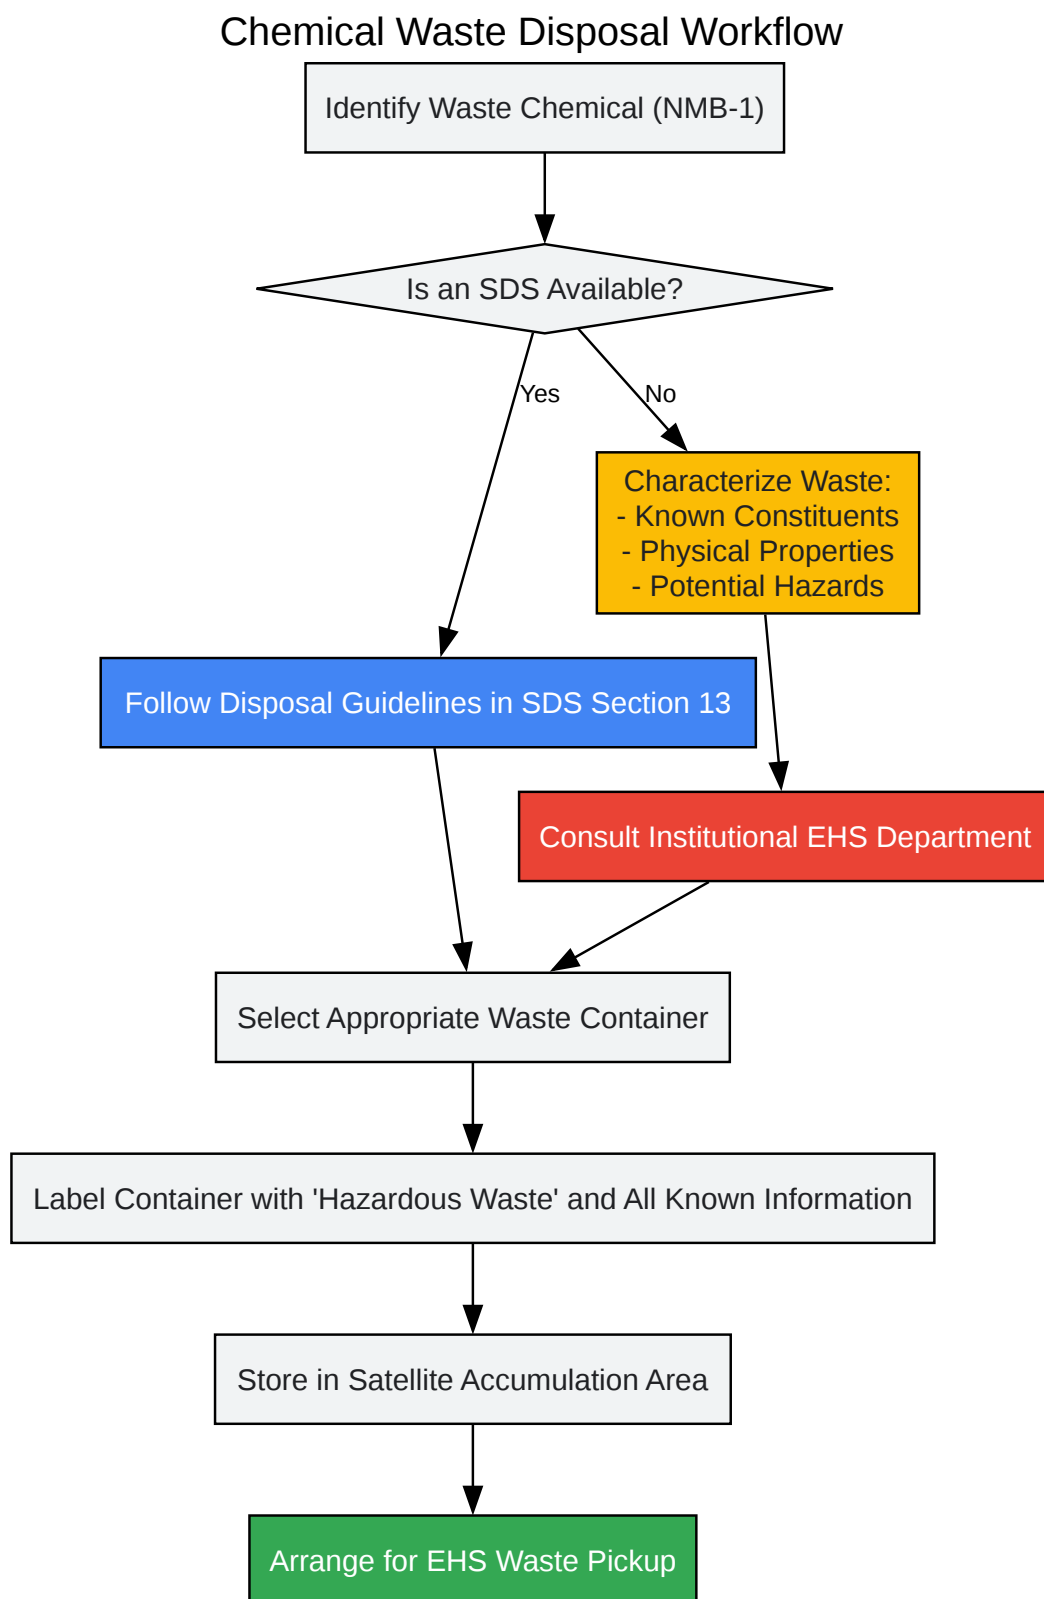 Chemical Waste Disposal Workflow
Identify Waste Chemical (NMB-1)
Is an SDS Available?
Yes
No
Characterize Waste:
- Known Constituents
- Physical Properties
- Potential Hazards
Follow Disposal Guidelines in SDS Section 13
Consult Institutional EHS Department
Select Appropriate Waste Container
Label Container with 'Hazardous Waste' and All Known Information
Store in Satellite Accumulation Area
Arrange for EHS Waste Pickup